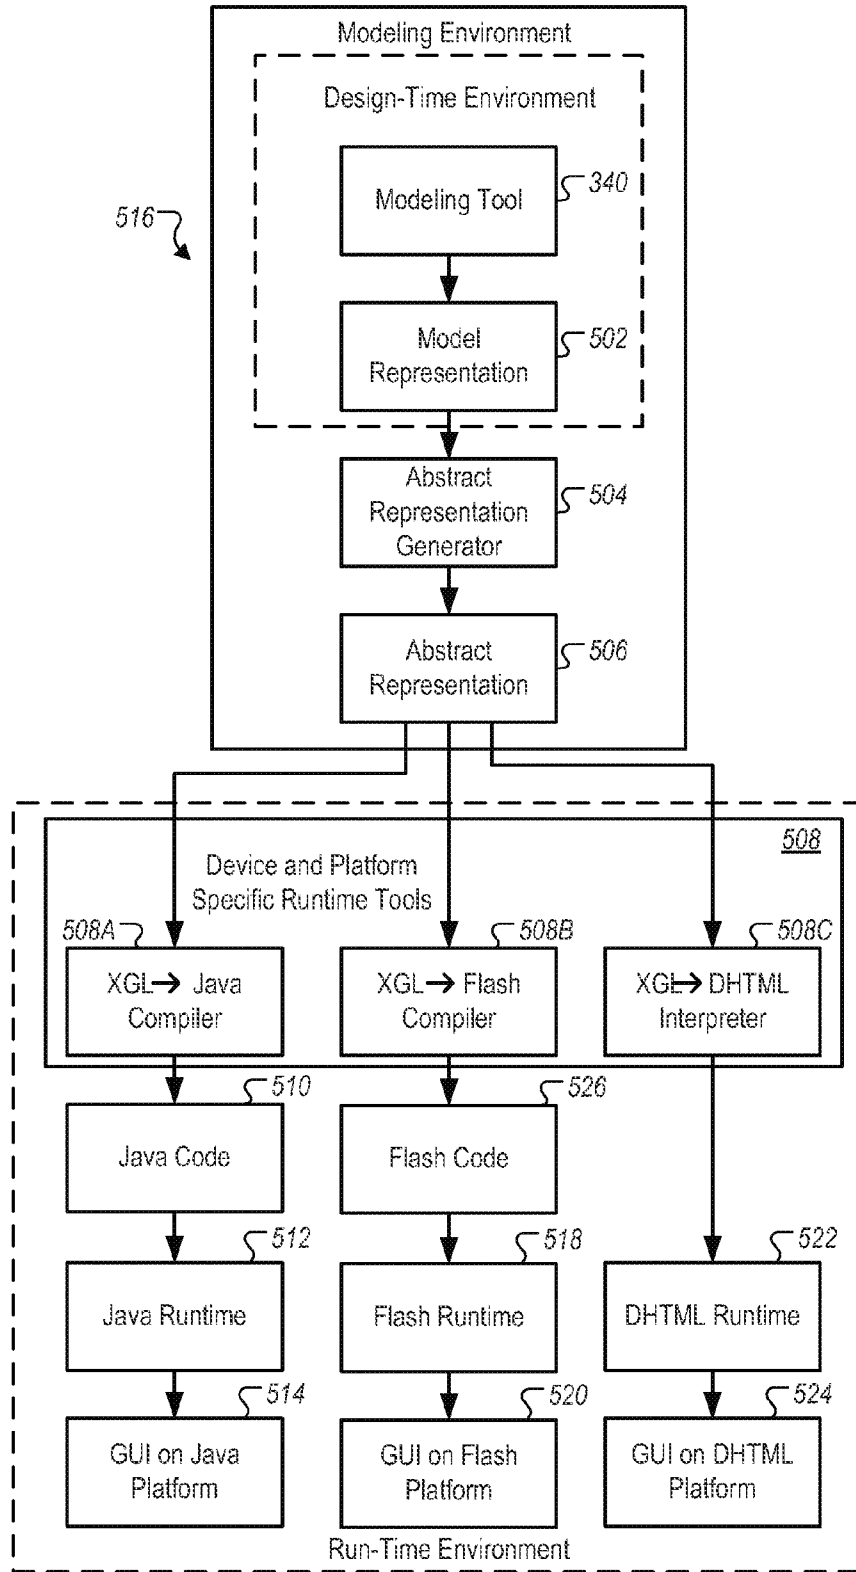 Modeling Environment
Design-Time Environment
Modeling Tool
340
516
Model
Representation
502
Abstract
Representation
Generator
504
Abstract
Representation
506
508
Device and Platform
Specific Runtime Tools
508A
508B
508C
XGL→ Java
Compiler
XGL→ Flash
Compiler
XGL→ DHTML
Interpreter
510
526
Java Code
Flash Code
512
518
522
Java Runtime
Flash Runtime
DHTML Runtime
514
520
524
GUI on Java
Platform
GUI on Flash
Platform
GUI on DHTML
Platform
Run-Time Environment